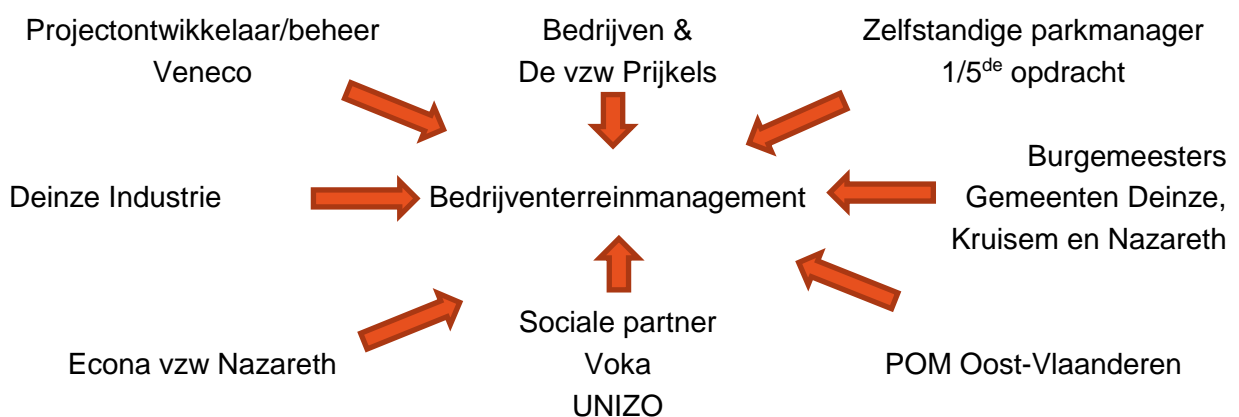 Projectontwikkelaar/beheer
Veneco
Bedrijven &
De vzw Prijkels
Zelfstandige parkmanager
1/5de opdracht
Deinze Industrie
Bedrijventerreinmanagement
Burgemeesters
Gemeenten Deinze,
Kruisem en Nazareth
Econa vzw Nazareth
Sociale partner
Voka
UNIZO
POM Oost-Vlaanderen